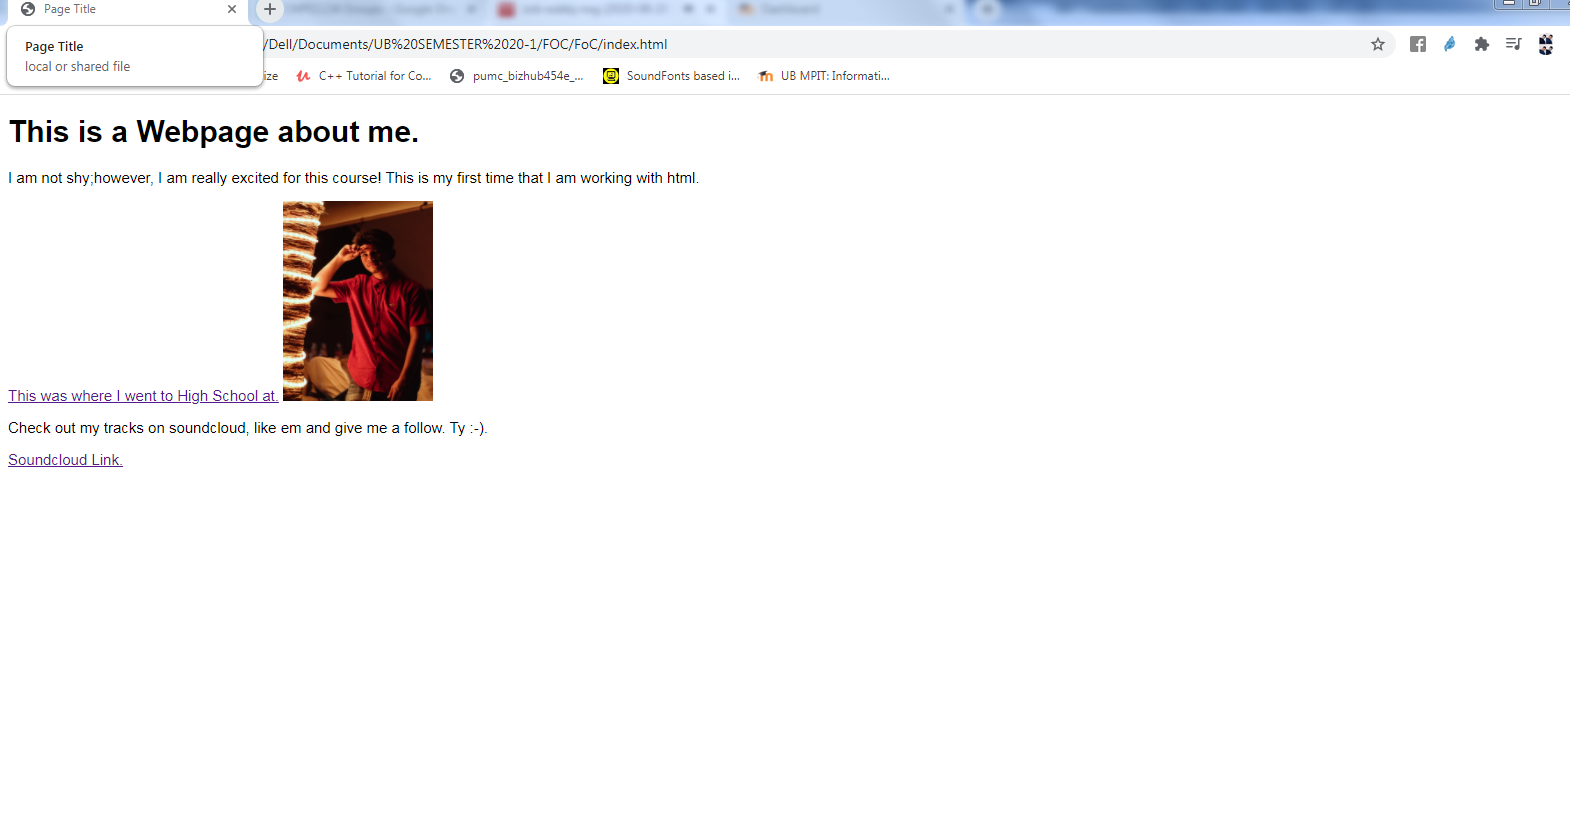 Page Title
Page Title
local or shared file
/Dell/Documents/UB%20SEMESTER%2020-1/FOC/FoC/index.html
ize C++ Tutorial for Co... pumc_bizhub454e_... SoundFonts based i... UB MPIT: Informati...
This is a Webpage about me.
I am not shy;however, I am really excited for this course! This is my first time that I am working with html.
This was where I went to High School at.
Check out my tracks on soundcloud, like em and give me a follow. Ty :-).
Soundcloud Link.